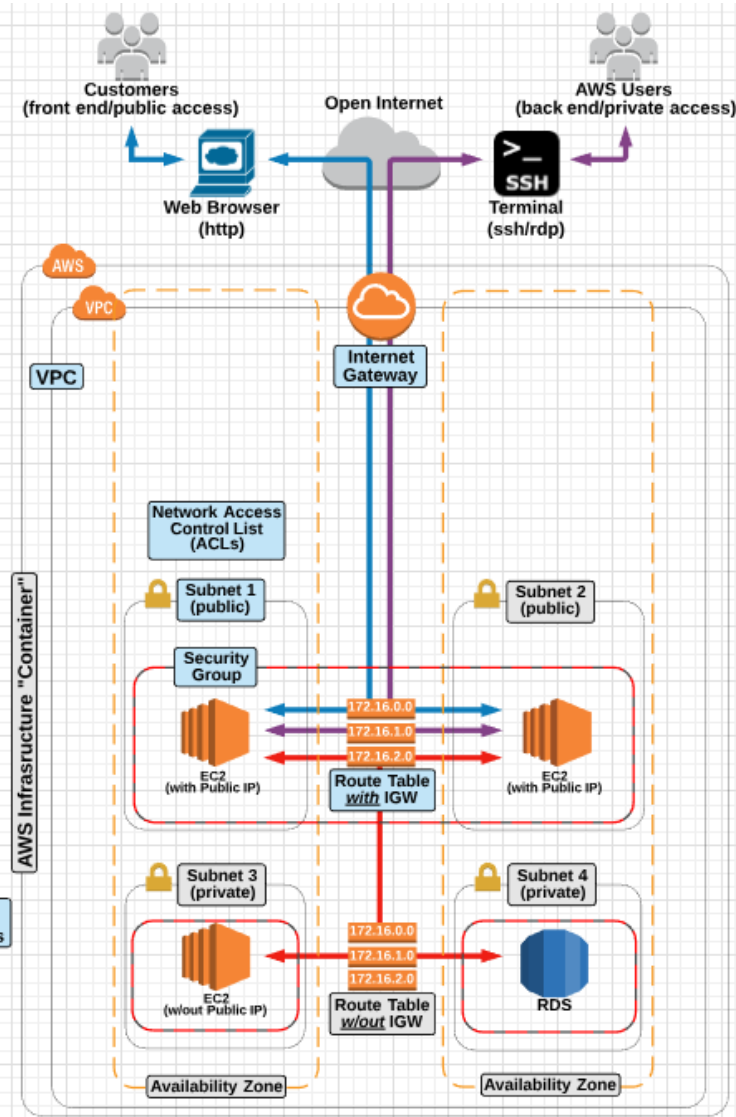 Customers
(front end/public access)
Open Internet
AWS Users
(back end/private access)
>_
SSH
Web Browser
(http)
Terminal
(ssh/rdp)
AWS
VPC
VPC
Internet
Gateway
Network Access
Control List
(ACLs)
AWS Infrasructure "Container"
Subnet 1
(public)
Subnet 2
(public)
Security
Group
172.16.0.0
172.16.1.0
172.16.2.0
EC2
(with Public IP)
EC2
(with Public IP)
Route Table
with IGW
Subnet 3
(private)
Subnet 4
(private)
s
172.16.0.0
172.16.1.0
172.16.2.0
EC2
(w/out Public IP)
RDS
Route Table
w/out IGW
Availability Zone
Availability Zone